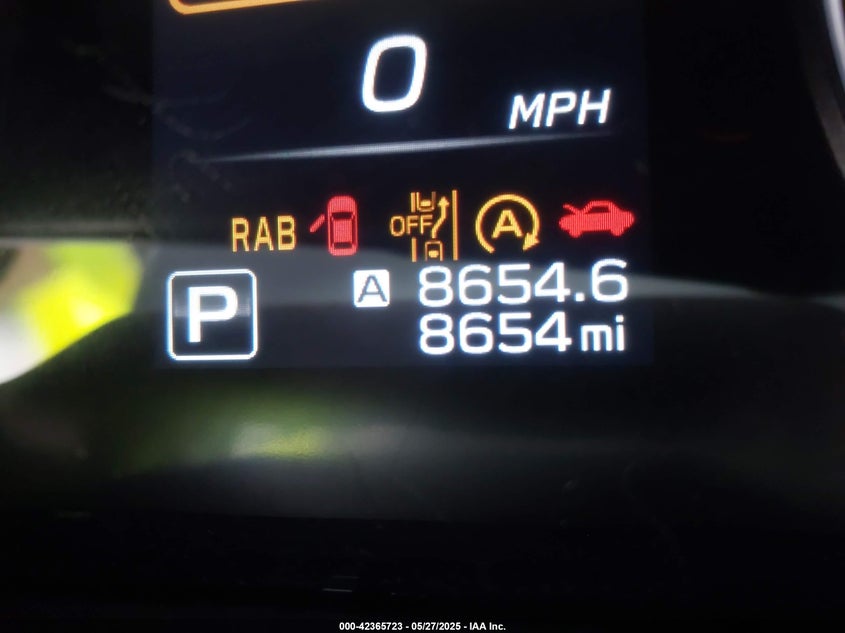 0
MPH
RAB
OFF
A
P
A 8654.6
8654 mi
000-42365723 - 05/27/2025 - IAA Inc.